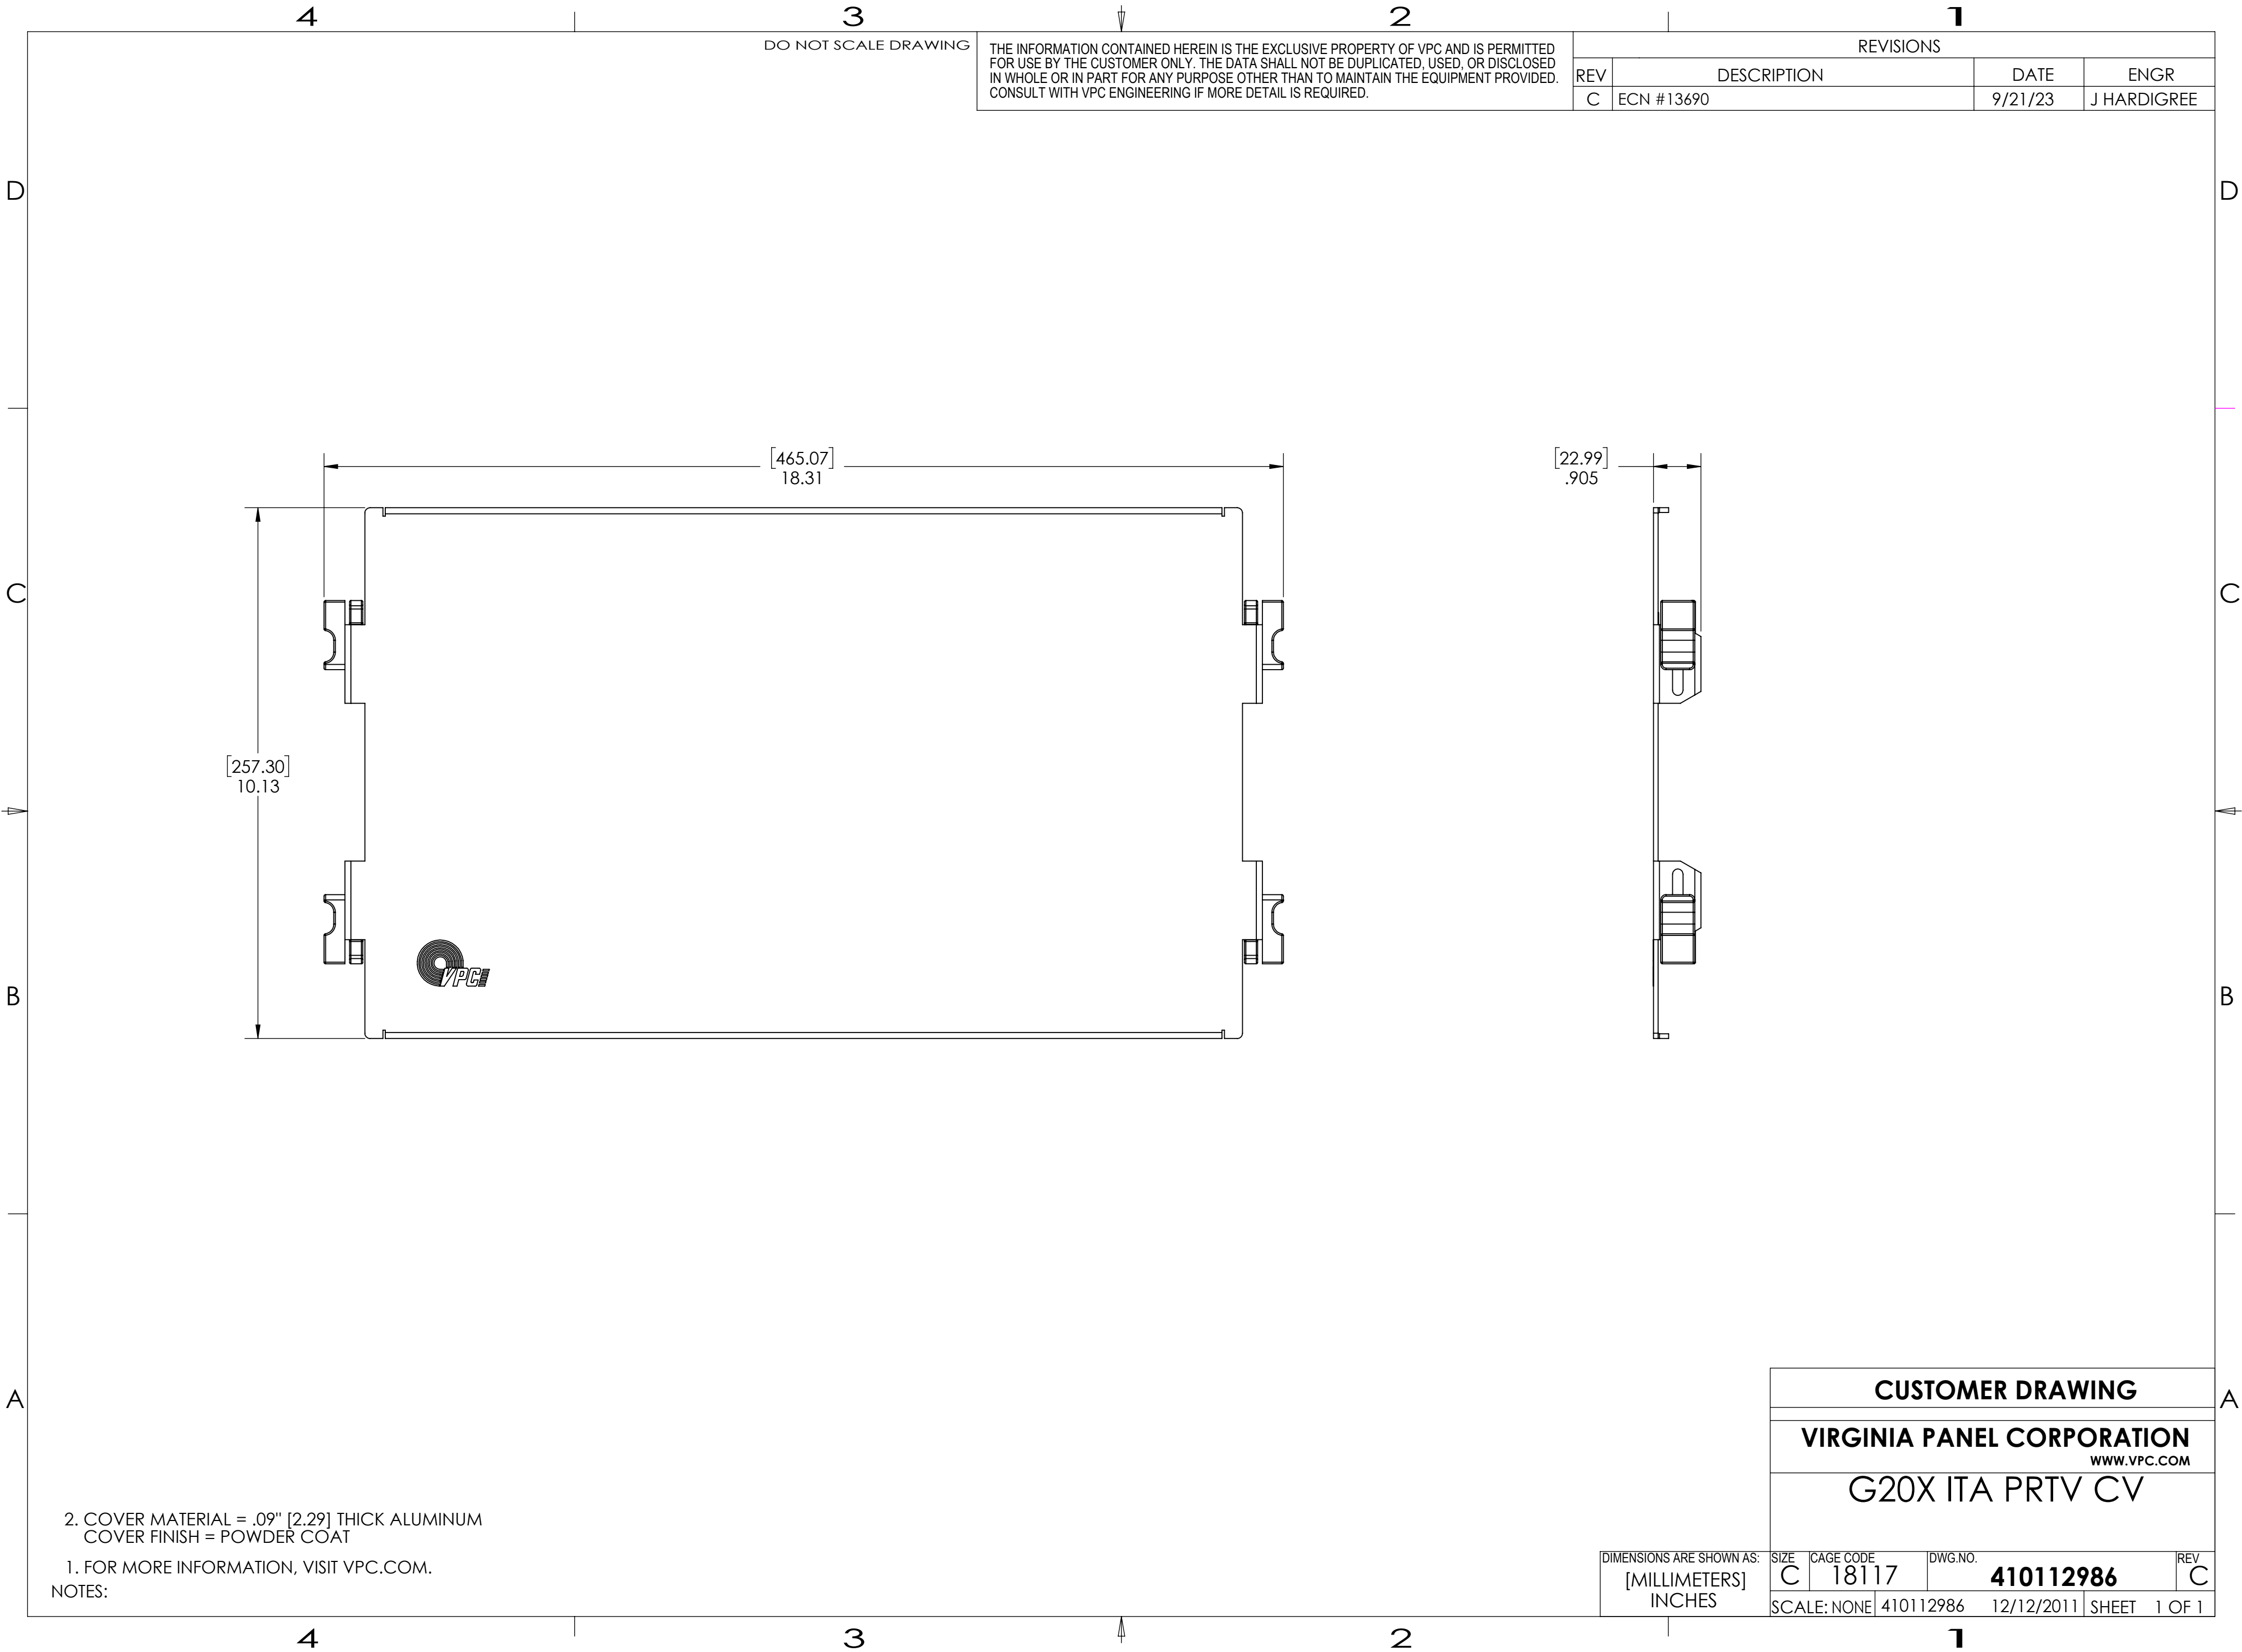 4 3 2 1
DO NOT SCALE DRAWING
THE INFORMATION CONTAINED HEREIN IS THE EXCLUSIVE PROPERTY OF VPC AND IS PERMITTED
FOR USE BY THE CUSTOMER ONLY. THE DATA SHALL NOT BE DUPLICATED, USED, OR DISCLOSED
IN WHOLE OR IN PART FOR ANY PURPOSE OTHER THAN TO MAINTAIN THE EQUIPMENT PROVIDED.
CONSULT WITH VPC ENGINEERING IF MORE DETAIL IS REQUIRED.
REVISIONS
REV DESCRIPTION DATE ENGR
C ECN #13690 9/21/23 J HARDIGREE
D D
[465.07]
18.31
[22.99]
.905
C C
[257.30]
10.13
VPC
B B
A A
CUSTOMER DRAWING
VIRGINIA PANEL CORPORATION
WWW.VPC.COM
G20X ITA PRTV CV
2. COVER MATERIAL = .09" [2.29] THICK ALUMINUM
COVER FINISH = POWDER COAT
1. FOR MORE INFORMATION, VISIT VPC.COM.
NOTES:
DIMENSIONS ARE SHOWN AS:
[MILLIMETERS]
INCHES
SIZE CAGE CODE DWG.NO. REV
C 18117 410112986 C
SCALE: NONE 410112986 12/12/2011 SHEET 1 OF 1
4 3 2 1